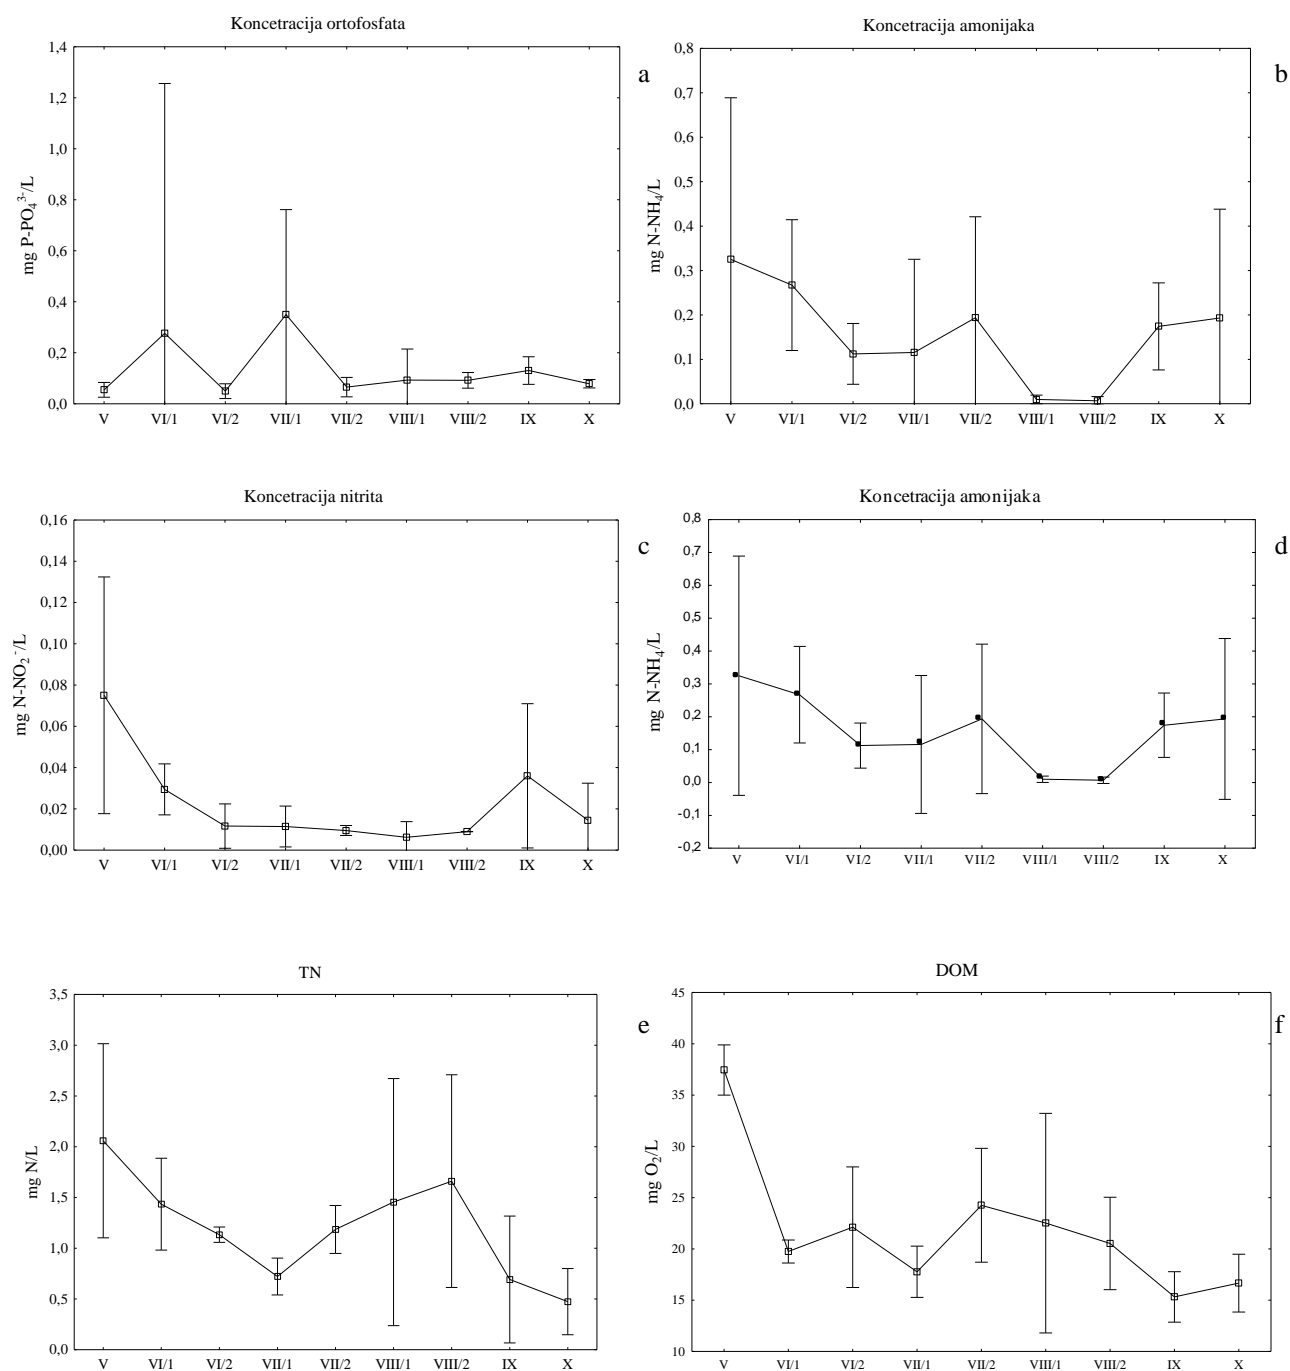 Koncetracija ortofosfata
a
mg P-PO₄³⁻/L
1,4
1,2
1,0
0,8
0,6
0,4
0,2
0,0
V VI/1 VI/2 VII/1 VII/2 VIII/1 VIII/2 IX X
Koncetracija amonijaka
b
mg N-NH₄/L
0,8
0,7
0,6
0,5
0,4
0,3
0,2
0,1
0,0
V VI/1 VI/2 VII/1 VII/2 VIII/1 VIII/2 IX X
Koncetracija nitrita
c
mg N-NO₂⁻/L
0,16
0,14
0,12
0,10
0,08
0,06
0,04
0,02
0,00
V VI/1 VI/2 VII/1 VII/2 VIII/1 VIII/2 IX X
Koncetracija amonijaka
d
mg N-NH₄/L
0,8
0,7
0,6
0,5
0,4
0,3
0,2
0,1
0,0
-0,1
-0,2
V VI/1 VI/2 VII/1 VII/2 VIII/1 VIII/2 IX X
TN
e
mg N/L
3,5
3,0
2,5
2,0
1,5
1,0
0,5
0,0
V VI/1 VI/2 VII/1 VII/2 VIII/1 VIII/2 IX X
DOM
f
mg O₂/L
45
40
35
30
25
20
15
10
V VI/1 VI/2 VII/1 VII/2 VIII/1 VIII/2 IX X